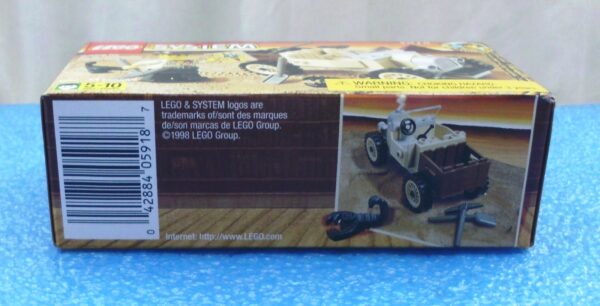 LEGO SYSTEM
5-10
WARNING: CHOKING HAZARD.
Small parts. Not for children under 3
LEGO & SYSTEM logos are
trademarks of/sont des marques
de/son marcas de LEGO Group.
©1998 LEGO Group.
0 42884 05918 7
Internet: http://www.LEGO.com